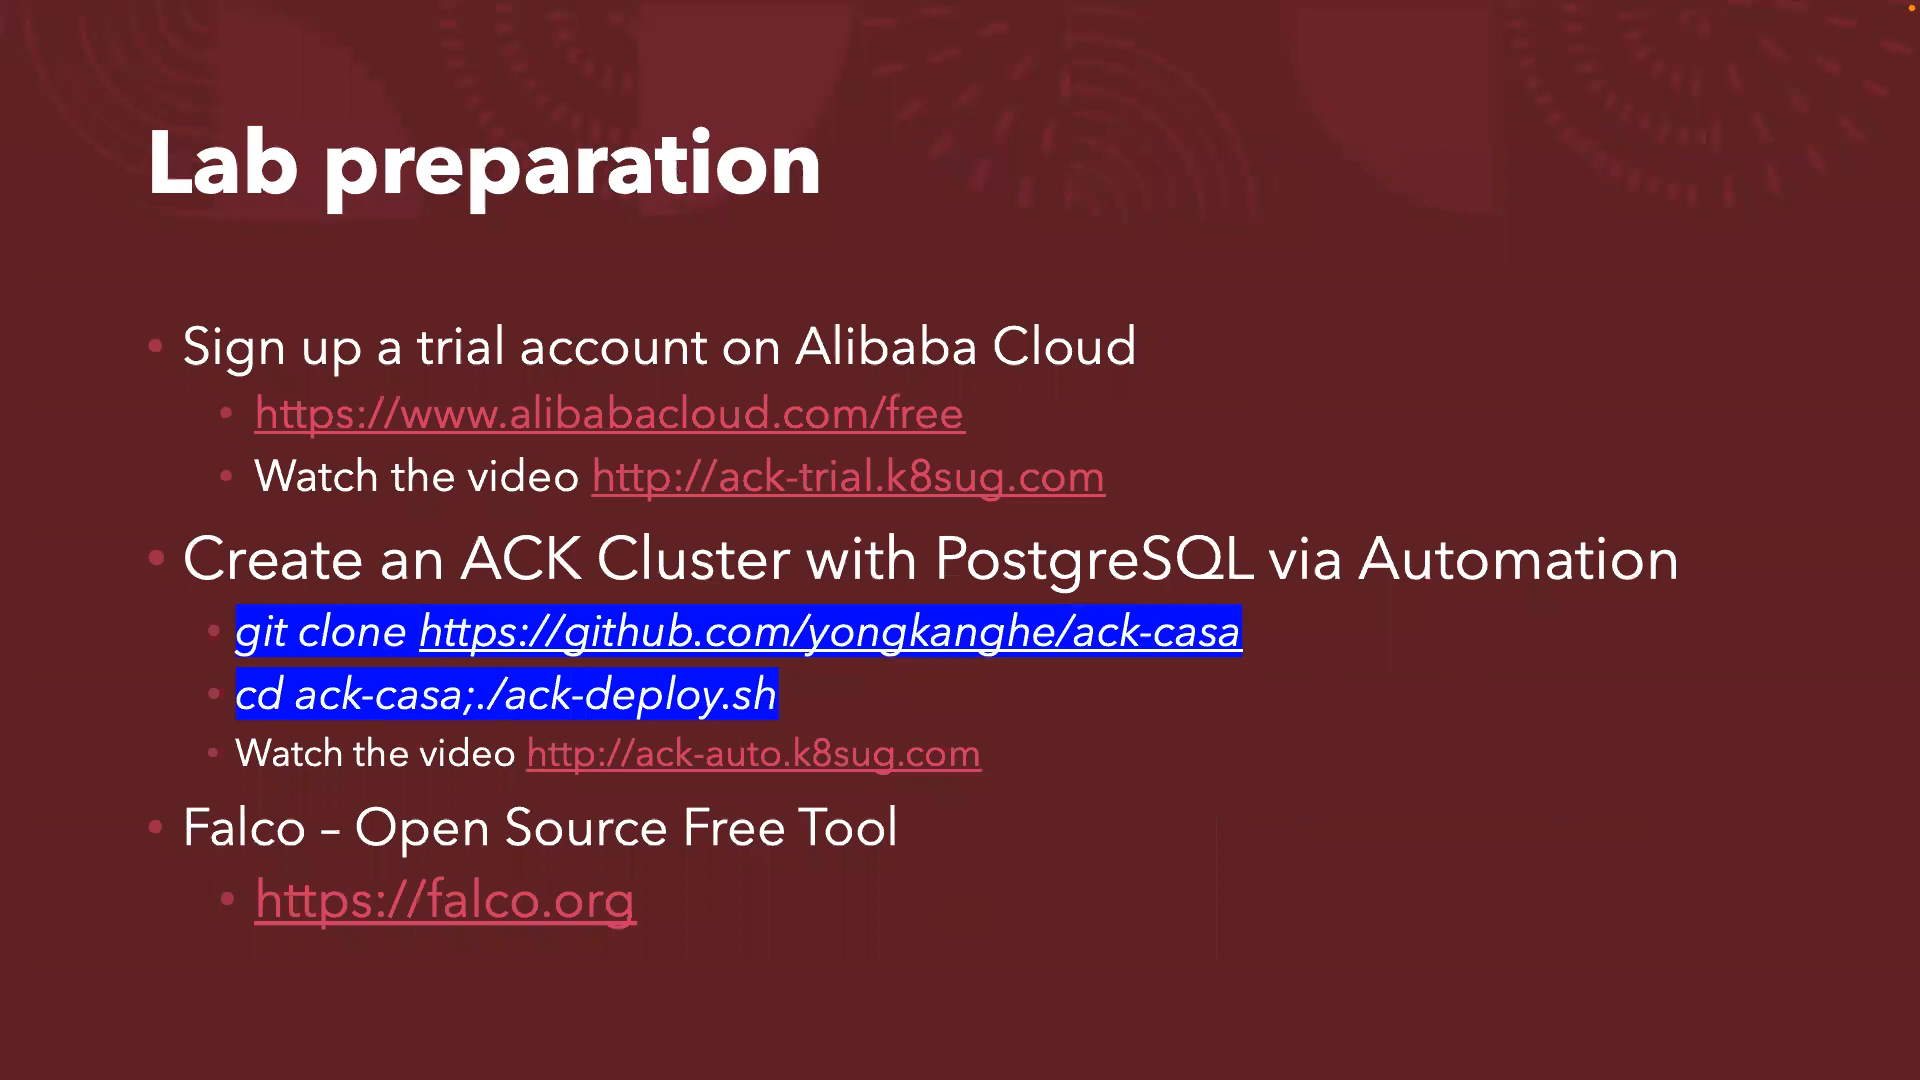 Lab preparation
• Sign up a trial account on Alibaba Cloud
• https://www.alibabacloud.com/free
• Watch the video http://ack-trial.k8sug.com
• Create an ACK Cluster with PostgreSQL via Automation
• git clone https://github.com/yongkanghe/ack-casa
• cd ack-casa;./ack-deploy.sh
• Watch the video http://ack-auto.k8sug.com
• Falco – Open Source Free Tool
• https://falco.org